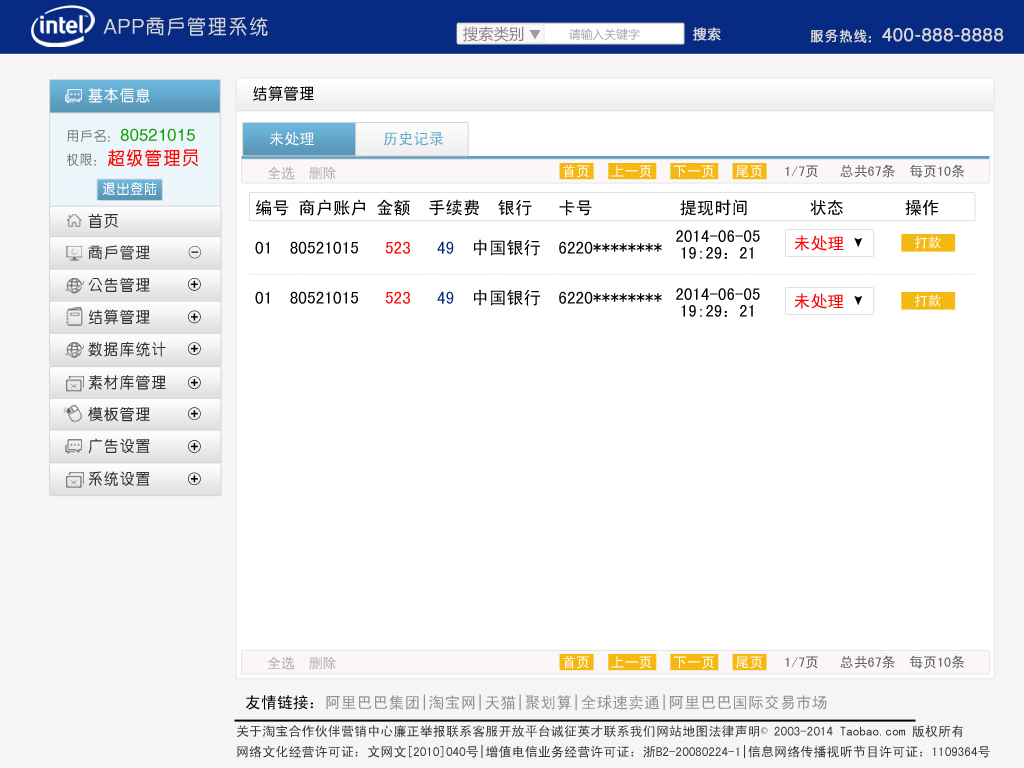 intel APP商戶管理系统 搜索类别▼ 请输入关键字 搜索 服务热线：400-888-8888
基本信息
用戶名：80521015
权限：超级管理员
退出登陆
首页
商戶管理
公告管理
结算管理
数据库统计
素材库管理
模板管理
广告设置
系统设置
结算管理
未处理 历史记录
全选 删除 首页 上一页 下一页 尾页 1/7页 总共67条 每页10条
编号 商户账户 金额 手续费 银行 卡号 提现时间 状态 操作
01 80521015 523 49 中国银行 6220******** 2014-06-05 19:29：21 未处理 ▼ 打款
01 80521015 523 49 中国银行 6220******** 2014-06-05 19:29：21 未处理 ▼ 打款
全选 删除 首页 上一页 下一页 尾页 1/7页 总共67条 每页10条
友情链接：阿里巴巴集团|淘宝网|天猫|聚划算|全球速卖通|阿里巴巴国际交易市场
关于淘宝合作伙伴营销中心廉正举报联系客服开放平台诚征英才联系我们网站地图法律声明© 2003-2014 Taobao.com 版权所有
网络文化经营许可证：文网文[2010]040号|增值电信业务经营许可证：浙B2-20080224-1|信息网络传播视听节目许可证：1109364号